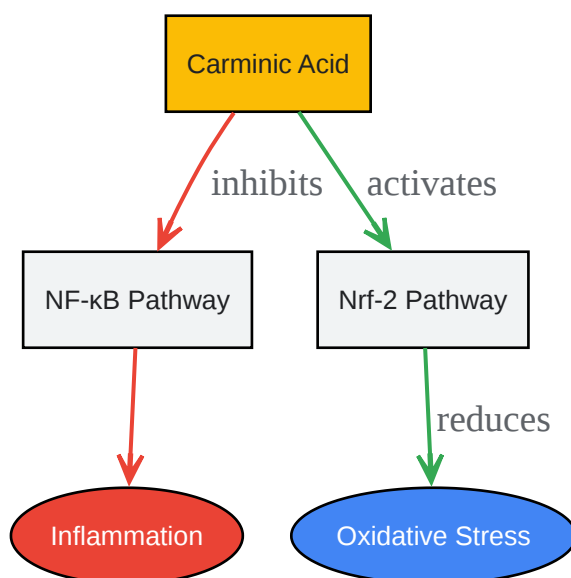 Carminic Acid
inhibits
activates
NF-κB Pathway
Nrf-2 Pathway
reduces
Inflammation
Oxidative Stress